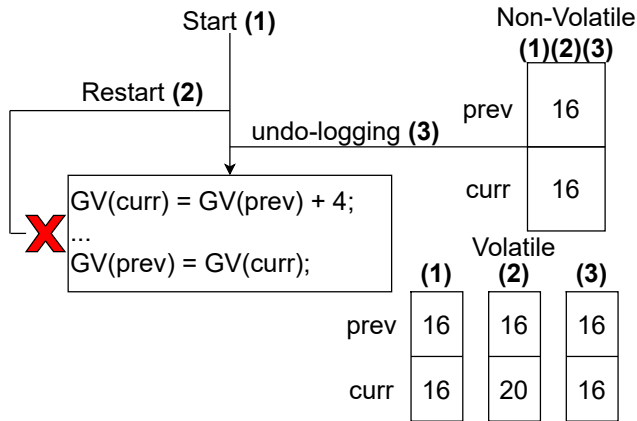 Start (1)
Non-Volatile
(1)(2)(3)
Restart (2)
prev 16
undo-logging (3)
curr 16
GV(curr) = GV(prev) + 4;
...
GV(prev) = GV(curr);
Volatile
(1) (2) (3)
prev 16 16 16
curr 16 20 16